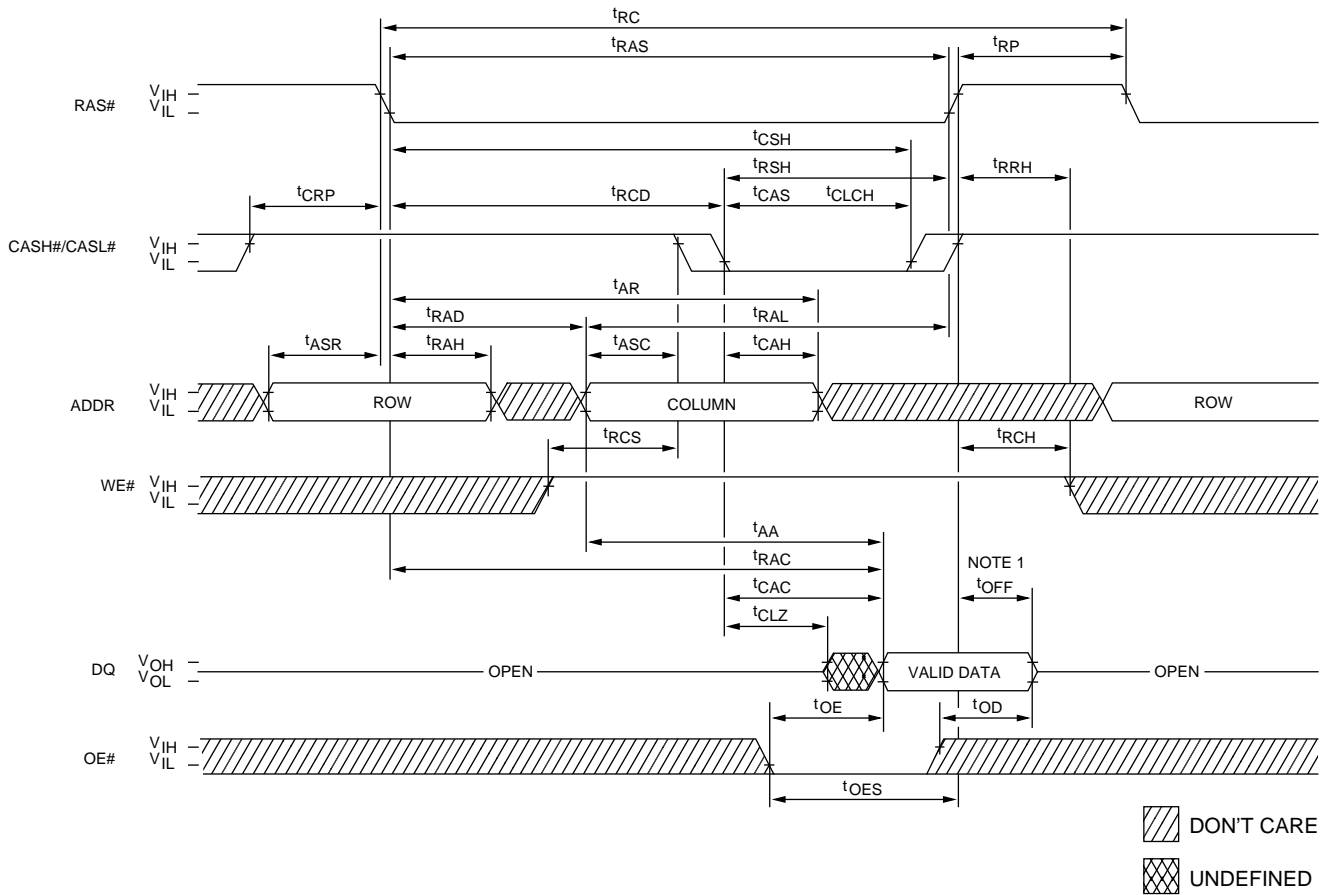 tRC
tRAS tRP
RAS# VIH VIL
tCSH
tRSH tRRH
tCRP tRCD tCAS tCLCH
CASH#/CASL# VIH VIL
tAR
tRAD tRAL
tASR tRAH tASC tCAH
ADDR VIH VIL ROW COLUMN ROW
tRCS tRCH
WE# VIH VIL
tAA
tRAC NOTE 1
tCAC tOFF
tCLZ
DQ VOH VOL OPEN VALID DATA OPEN
tOE tOD
OE# VIH VIL
tOES
DON'T CARE
UNDEFINED